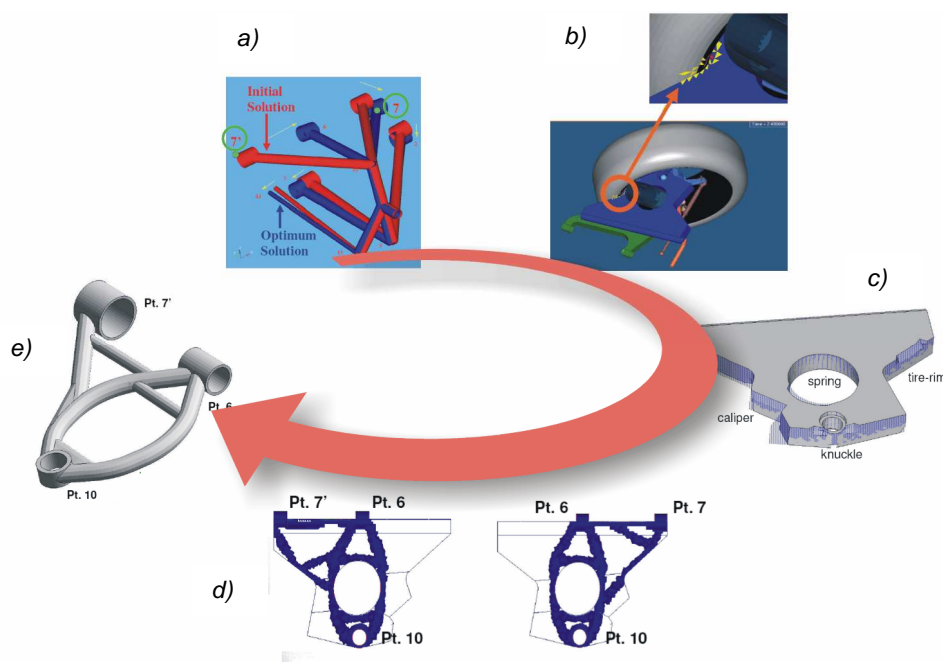 a)
b)
Initial
Solution
7
7'
Optimum
Solution
c)
e)
Pt. 7'
Pt. 6
Pt. 10
spring
tire-rim
caliper
knuckle
d)
Pt. 7'
Pt. 6
Pt. 10
Pt. 6
Pt. 7
Pt. 10